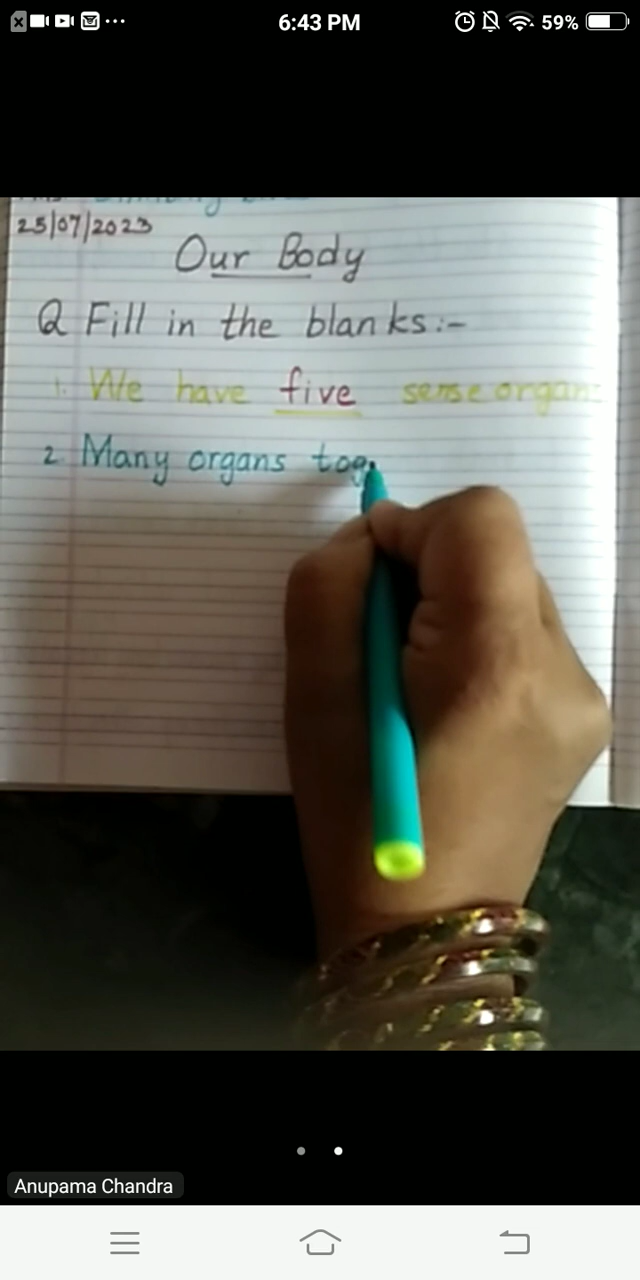 6:43 PM
59%
25/07/2023
Our Body
Q Fill in the blanks:-
1. We have five sense organ
2 Many organs tog
Anupama Chandra